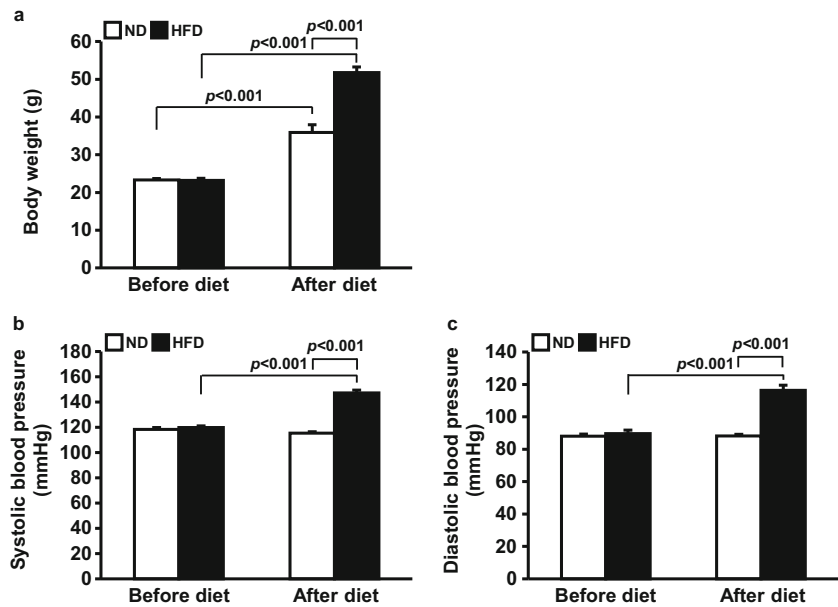 a
ND HFD
p<0.001
p<0.001
p<0.001
Body weight (g)
60
50
40
30
20
10
0
Before diet After diet
b
ND HFD
p<0.001
p<0.001
Systolic blood pressure
(mmHg)
180
160
140
120
100
80
60
40
20
0
Before diet After diet
c
ND HFD
p<0.001
p<0.001
Diastolic blood pressure
(mmHg)
140
120
100
80
60
40
20
0
Before diet After diet